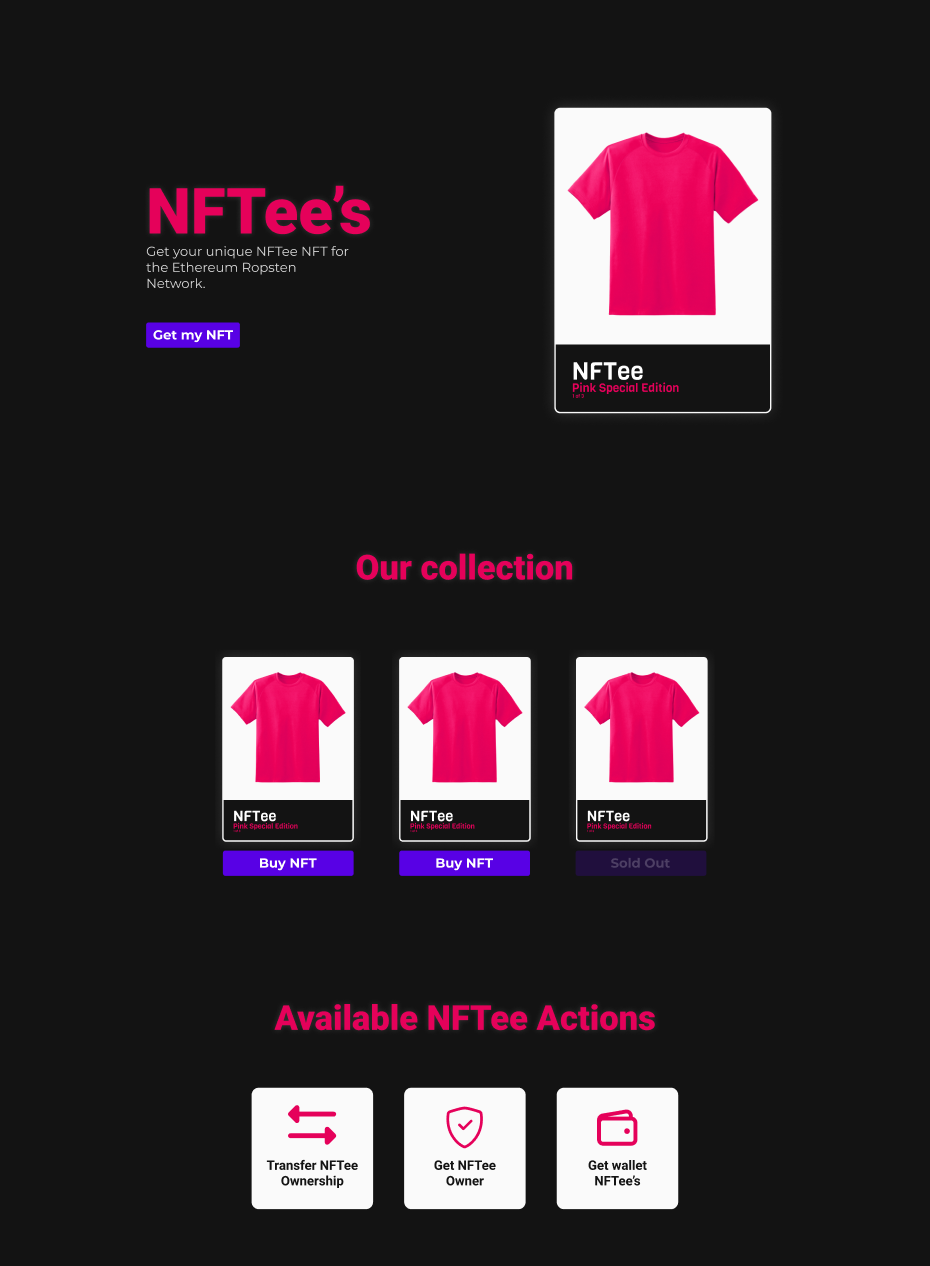 NFTee’s
Get your unique NFTee NFT for
the Ethereum Ropsten
Network.
Get my NFT
NFTee
Pink Special Edition
Our collection
NFTee
Pink Special Edition
Buy NFT
NFTee
Pink Special Edition
Buy NFT
NFTee
Pink Special Edition
Sold Out
Available NFTee Actions
Transfer NFTee
Ownership
Get NFTee
Owner
Get wallet
NFTee’s